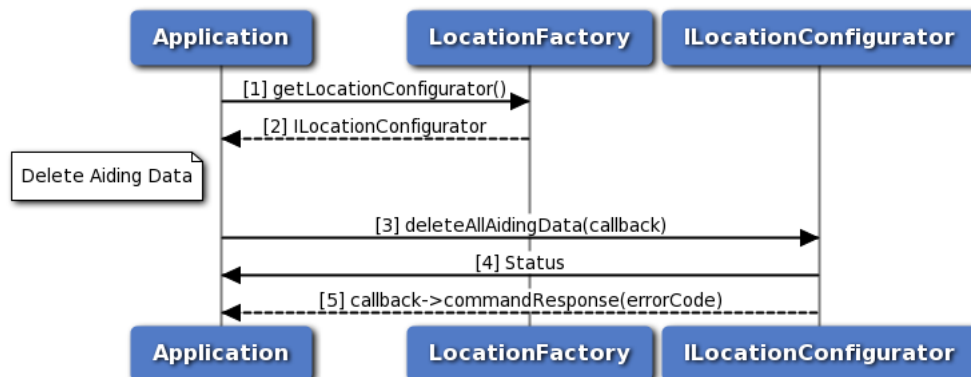 Application
LocationFactory
ILocationConfigurator
[1] getLocationConfigurator()
[2] ILocationConfigurator
Delete Aiding Data
[3] deleteAllAidingData(callback)
[4] Status
[5] callback->commandResponse(errorCode)
Application
LocationFactory
ILocationConfigurator